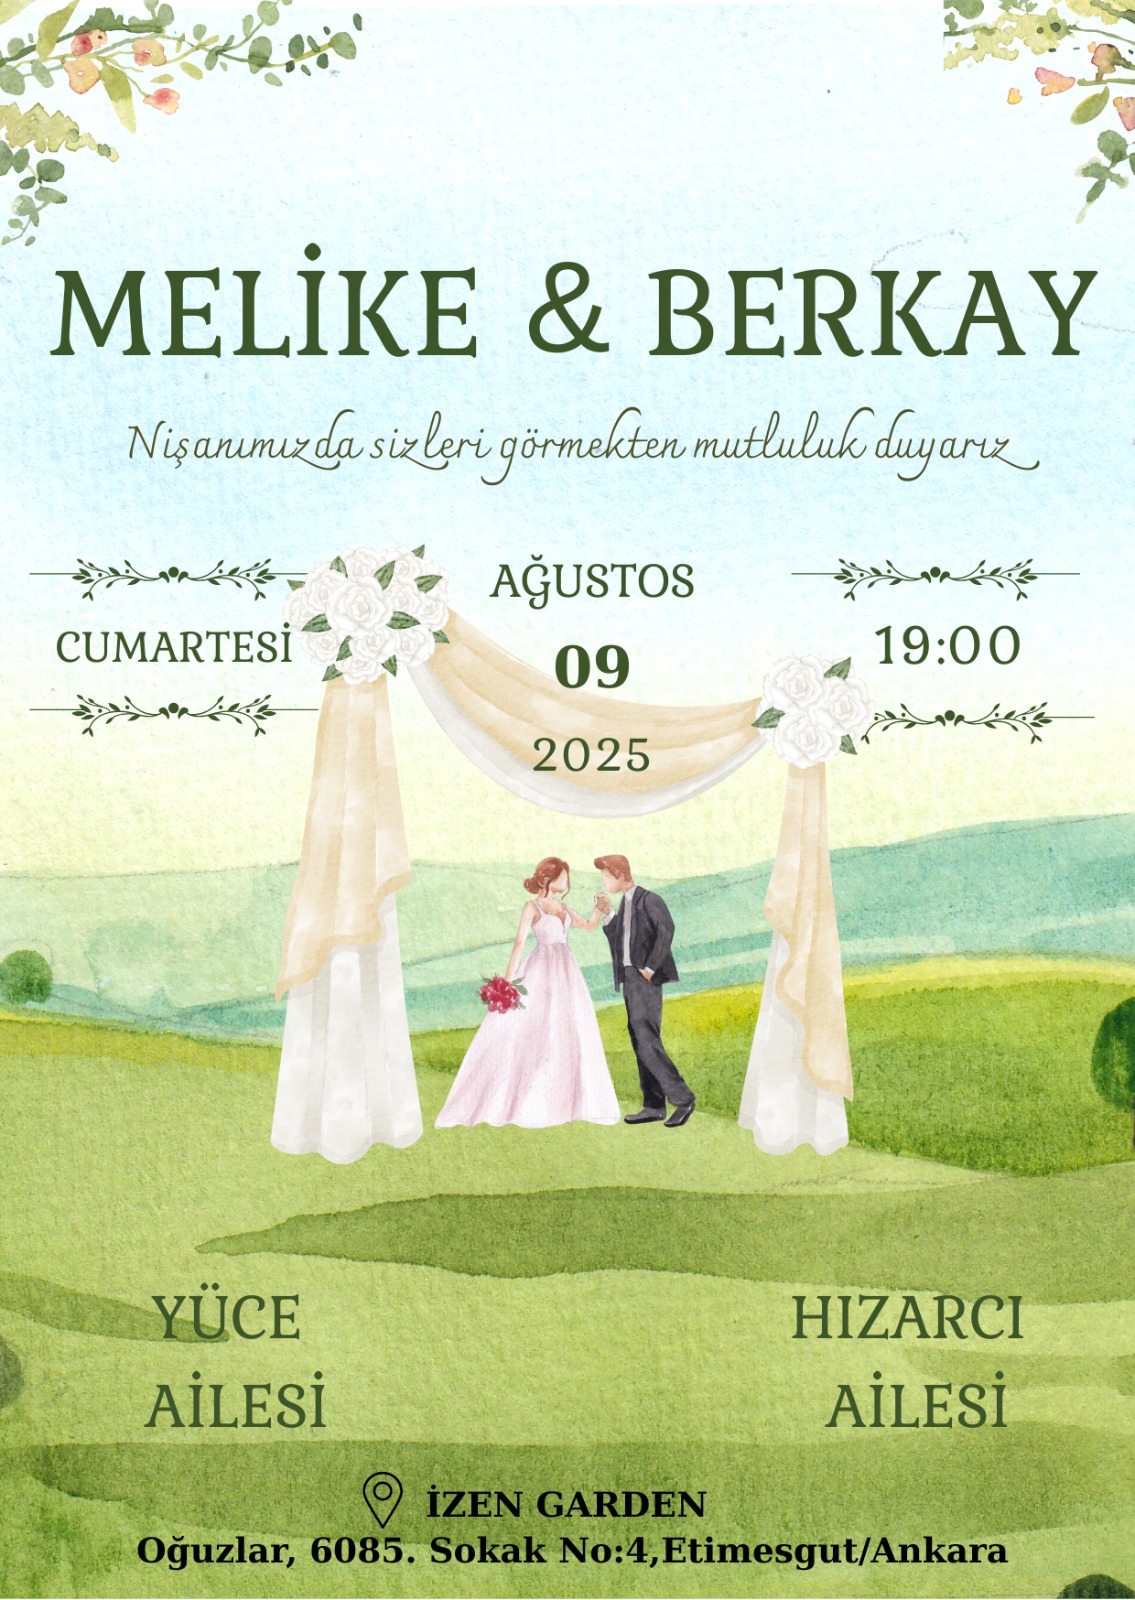 MELİKE & BERKAY
Nişanımızda sizleri görmekten mutluluk duyarız
AĞUSTOS
CUMARTESİ
09
19:00
2025
YÜCE
AİLESİ
HIZARCI
AİLESİ
İZEN GARDEN
Oğuzlar, 6085. Sokak No:4,Etimesgut/Ankara